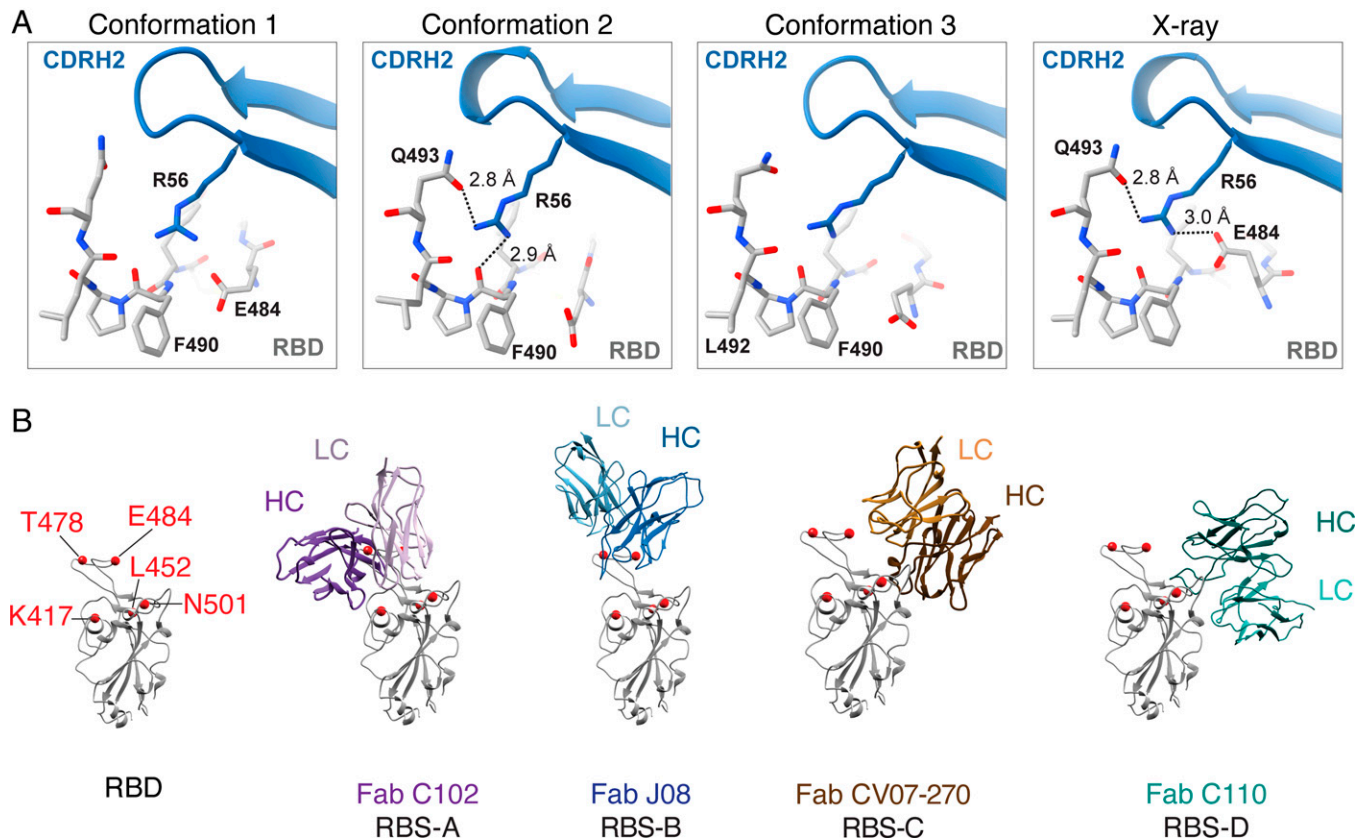 A
Conformation 1
Conformation 2
Conformation 3
X-ray
CDRH2
R56
E484
F490
RBD
CDRH2
Q493
2.8 Å
R56
2.9 Å
F490
RBD
CDRH2
L492
F490
RBD
CDRH2
Q493
2.8 Å
R56
3.0 Å
E484
RBD
B
T478
E484
L452
K417
N501
RBD
LC
HC
Fab C102
RBS-A
LC
HC
Fab J08
RBS-B
LC
HC
Fab CV07-270
RBS-C
HC
LC
Fab C110
RBS-D